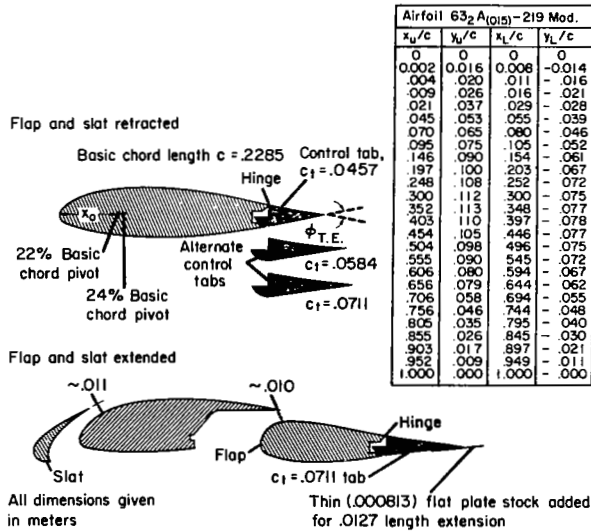 Airfoil 63₂A(015)-219 Mod.
xu/c yu/c xL/c yL/c
0 0 0 0
0.002 0.016 0.008 -0.014
.004 .020 .011 - .016
.009 .026 .016 - .021
.021 .037 .029 - .028
.045 .053 .055 - .039
.070 .065 .080 - .046
.095 .075 .105 - .052
.146 .090 .154 - .061
.197 .100 .203 - .067
.248 .108 .252 - .072
.300 .112 .300 - .075
.352 .113 .348 - .077
.403 .110 .397 - .078
.454 .105 .446 - .077
.504 .098 .496 - .075
.555 .090 .545 - .072
.606 .080 .594 - .067
.656 .079 .644 - .062
.706 .058 .694 - .055
.756 .046 .744 - .048
.805 .035 .795 - .040
.855 .026 .845 - .030
.903 .017 .897 - .021
.952 .009 .949 - .011
1.000 .000 1.000 - .000
Flap and slat retracted
Basic chord length c = .2285
Control tab,
ct = .0457
Hinge
xo
ΦT.E.
22% Basic
chord pivot
24% Basic
chord pivot
Alternate
control
tabs
ct = .0584
ct = .0711
Flap and slat extended
~.011
~.010
Hinge
Flap
Slat
ct = .0711 tab
All dimensions given
in meters
Thin (.000813) flat plate stock added
for .0127 length extension